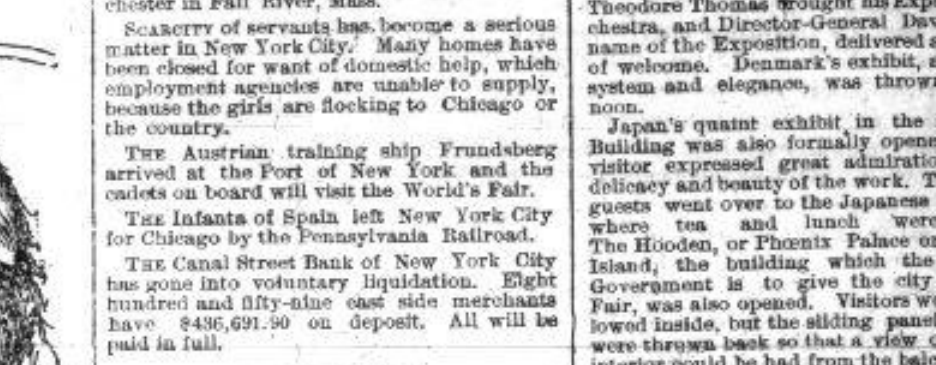 chester in Fall River, Mass.
SCARCITY of servants has become a serious
matter in New York City. Many homes have
been closed for want of domestic help, which
employment agencies are unable to supply,
because the girls are flocking to Chicago or
the country.
THE Austrian training ship Frundsberg
arrived at the Port of New York and the
cadets on board will visit the World's Fair.
THE Infanta of Spain left New York City
for Chicago by the Pennsylvania Railroad.
THE Canal Street Bank of New York City
has gone into voluntary liquidation. Eight
hundred and fifty-nine east side merchants
have $436,691.90 on deposit. All will be
paid in full.
Theodore Thomas brought his
chestra, and Director-General
name of the Exposition, delivered
of welcome. Denmark's exhibit,
system and elegance, was
noon.
Japan's quaint exhibit in the
Building was also formally
visitor expressed great
delicacy and beauty of the work.
guests went over to the Japanese
where tea and lunch were
The Hooden, or Phœnix Palace
Island, the building which the
Government is to give the city
Fair, was also opened. Visitors
lowed inside, but the sliding
were thrown back so that a view
interior could be had from the